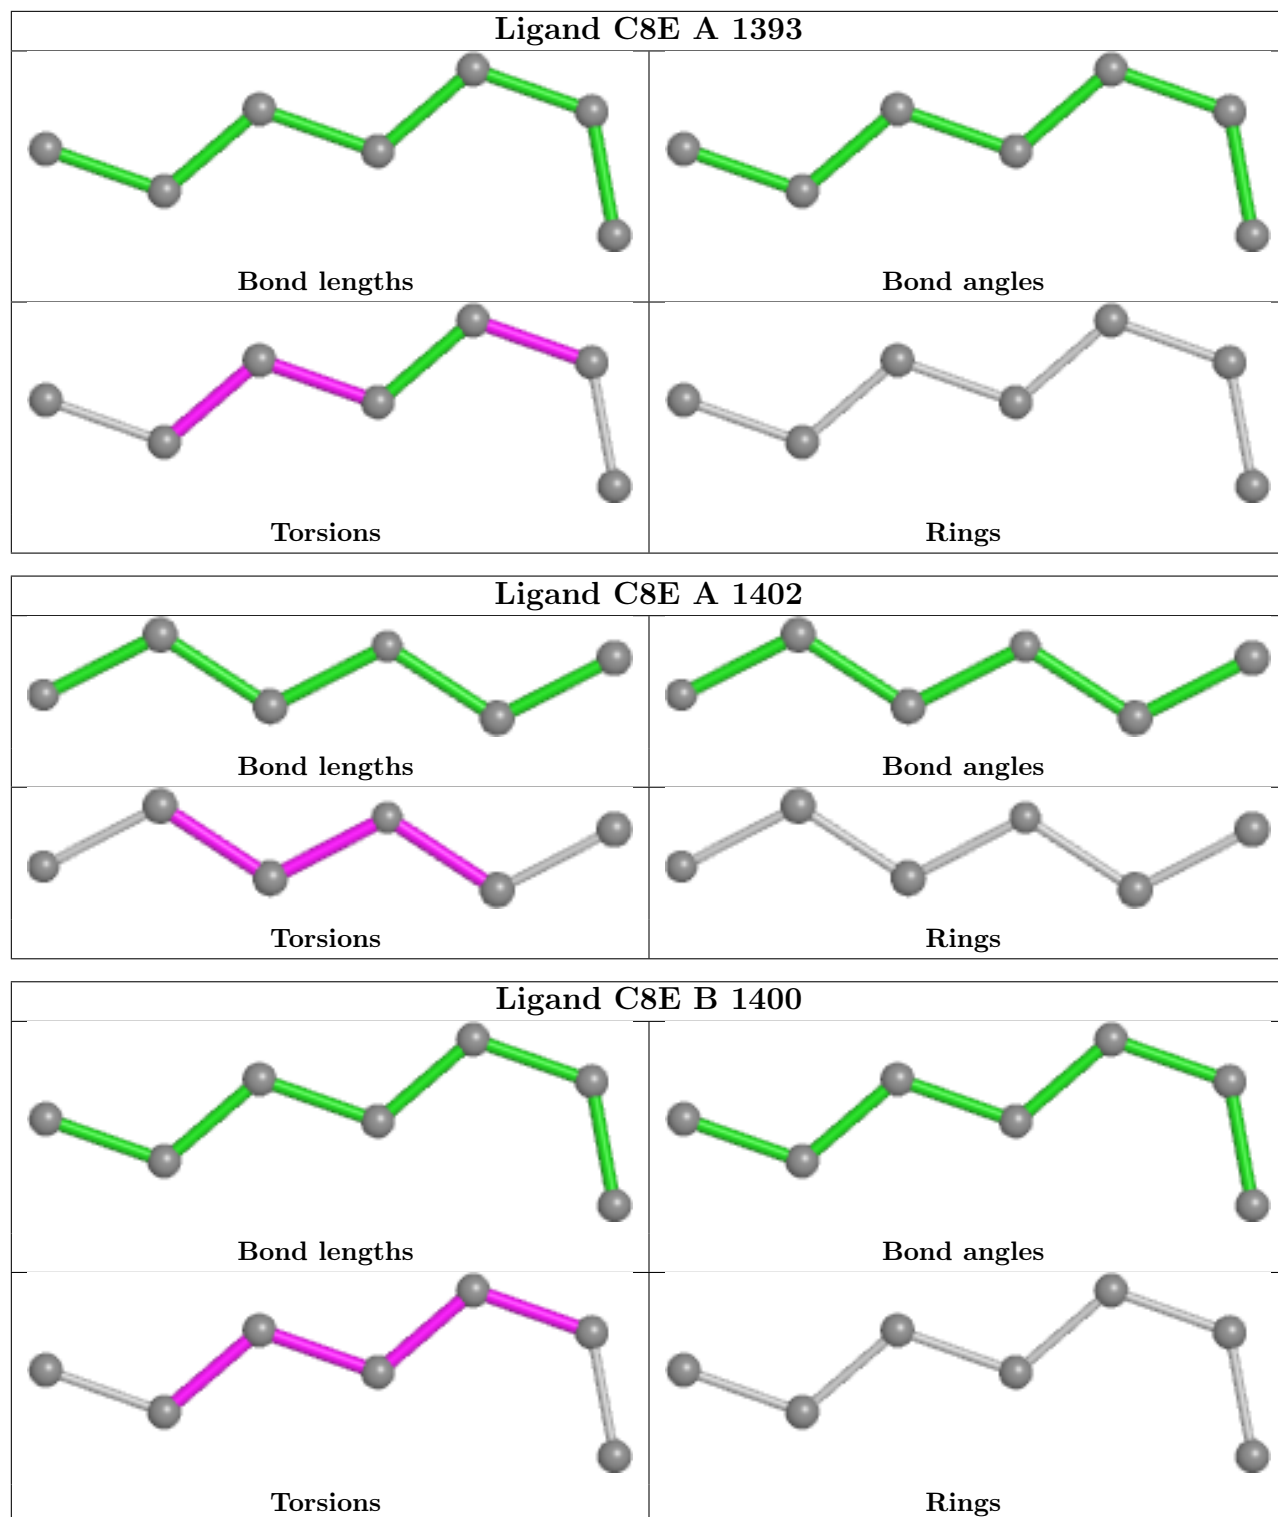 Ligand C8E A 1393
Bond lengths
Bond angles
Torsions
Rings
Ligand C8E A 1402
Bond lengths
Bond angles
Torsions
Rings
Ligand C8E B 1400
Bond lengths
Bond angles
Torsions
Rings